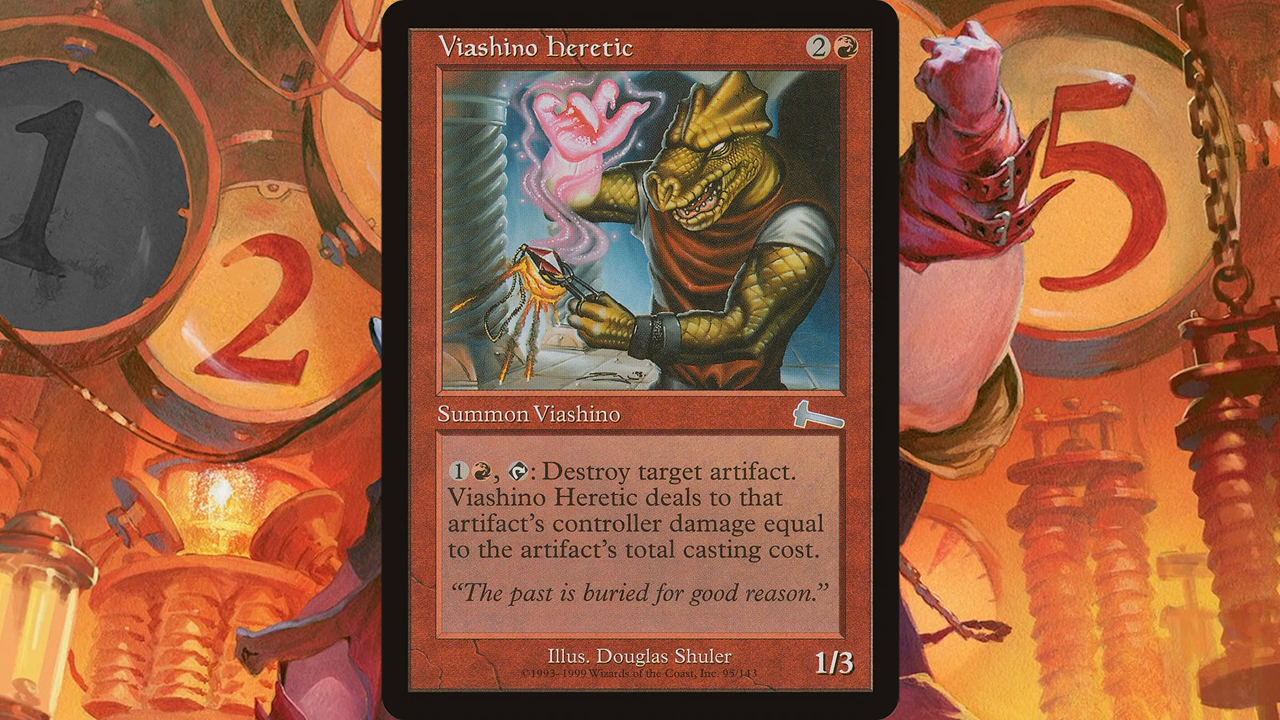 1
2
5
Viashino Heretic 2
Summon Viashino
1, : Destroy target artifact.
Viashino Heretic deals to that
artifact's controller damage equal
to the artifact's total casting cost.
“The past is buried for good reason.”
Illus. Douglas Shuler
©1993–1999 Wizards of the Coast, Inc. 95/143
1/3